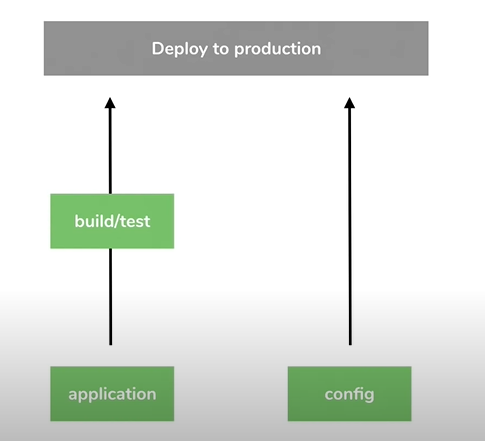 Deploy to production
build/test
application
config